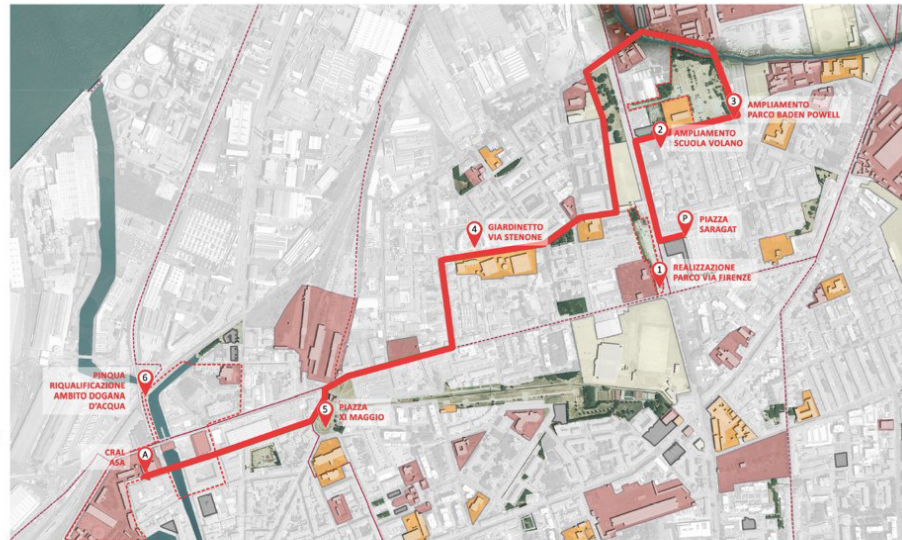 3
AMPLIAMENTO
PARCO BADEN POWELL
2
AMPLIAMENTO
SCUOLA VOLANO
4
GIARDINETTO
VIA STENONE
P
PIAZZA
SARAGAT
1
REALIZZAZIONE
PARCO VIA FIRENZE
6
PINQUA
RIQUALIFICAZIONE
AMBITO DOGANA
D'ACQUA
5
PIAZZA
XI MAGGIO
A
CRAL
ASA